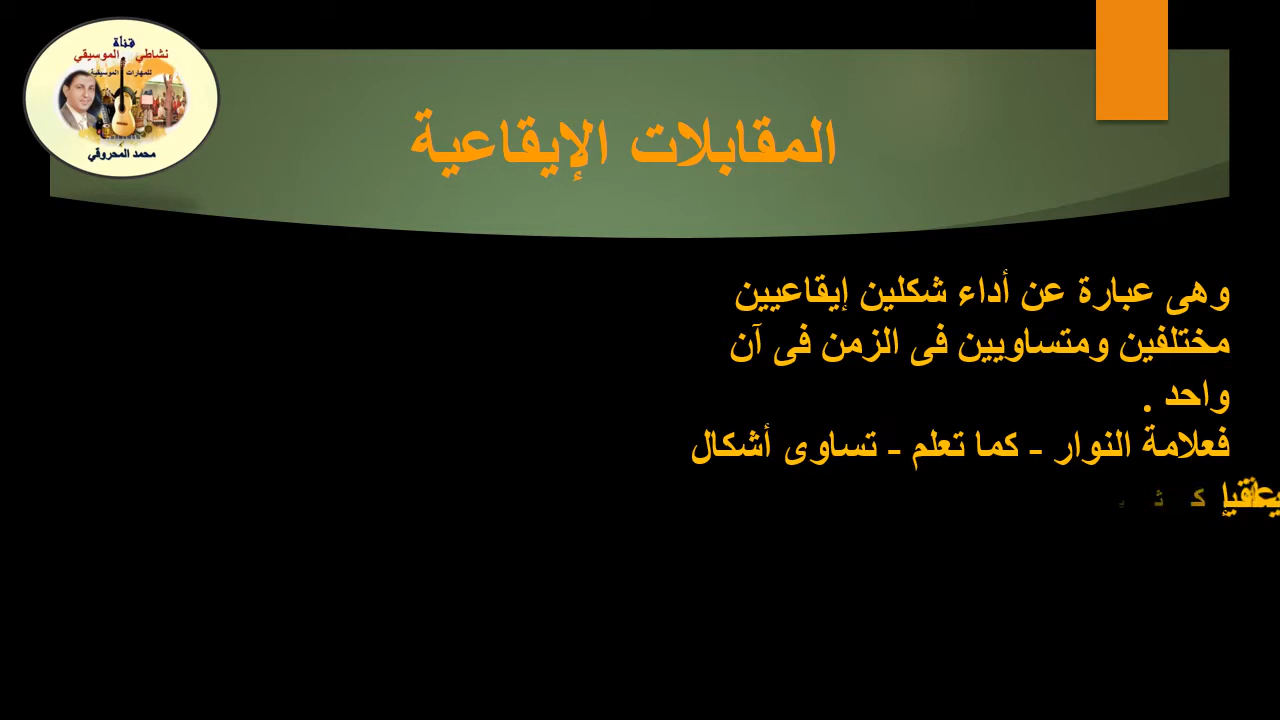 قناة
نشاطي الموسيقي
للمهارات الموسيقية
محمد المحروقي
المقابلات الإيقاعية
وهى عبارة عن أداء شكلين إيقاعيين
مختلفين ومتساويين فى الزمن فى آن
واحد .
فعلامة النوار - كما تعلم - تساوى أشكال